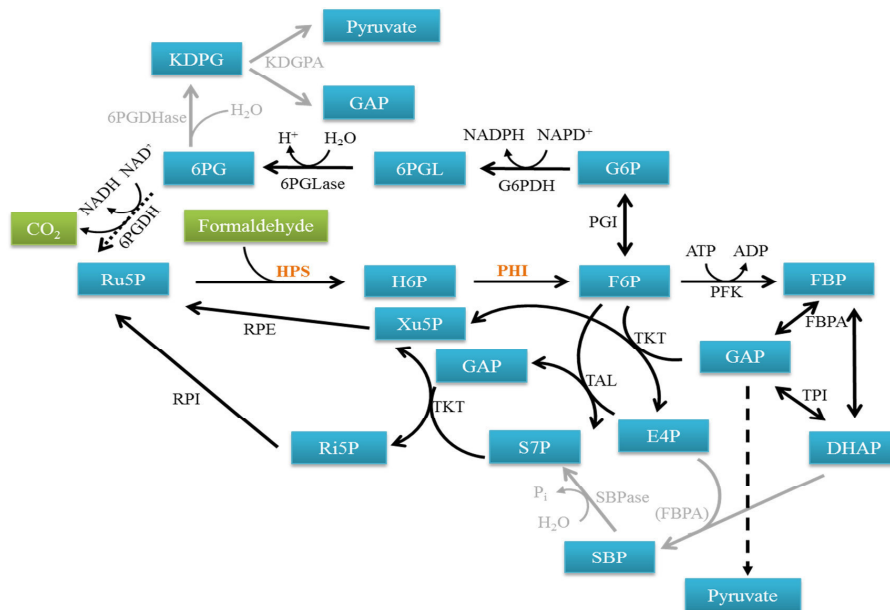 Pyruvate
KDPG
KDGPA
GAP
6PGDHase
H₂O
H⁺
H₂O
NADPH
NAPD⁺
6PG
6PGLase
6PGL
G6PDH
G6P
NADH
NAD⁺
6PGDH
CO₂
Formaldehyde
PGI
Ru5P
HPS
H6P
PHI
F6P
ATP
ADP
PFK
FBP
RPE
Xu5P
TKT
FBPA
GAP
GAP
RPI
TKT
TAL
TPI
Ri5P
S7P
E4P
DHAP
Pᵢ
SBPase
H₂O
(FBPA)
SBP
Pyruvate